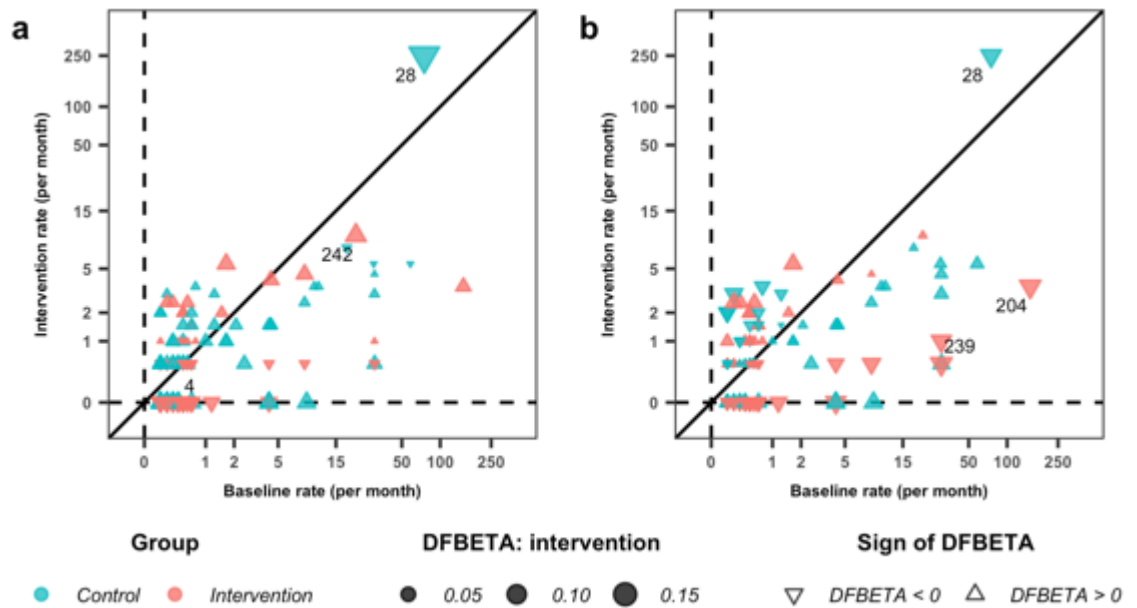 a
Intervention rate (per month)
250
100
50
15
5
2
1
0
28
242
4
0 1 2 5 15 50 100 250
Baseline rate (per month)
b
Intervention rate (per month)
250
100
50
15
5
2
1
0
28
204
239
0 1 2 5 15 50 100 250
Baseline rate (per month)
Group DFBETA: intervention Sign of DFBETA
Control Intervention 0.05 0.10 0.15 DFBETA < 0 DFBETA > 0